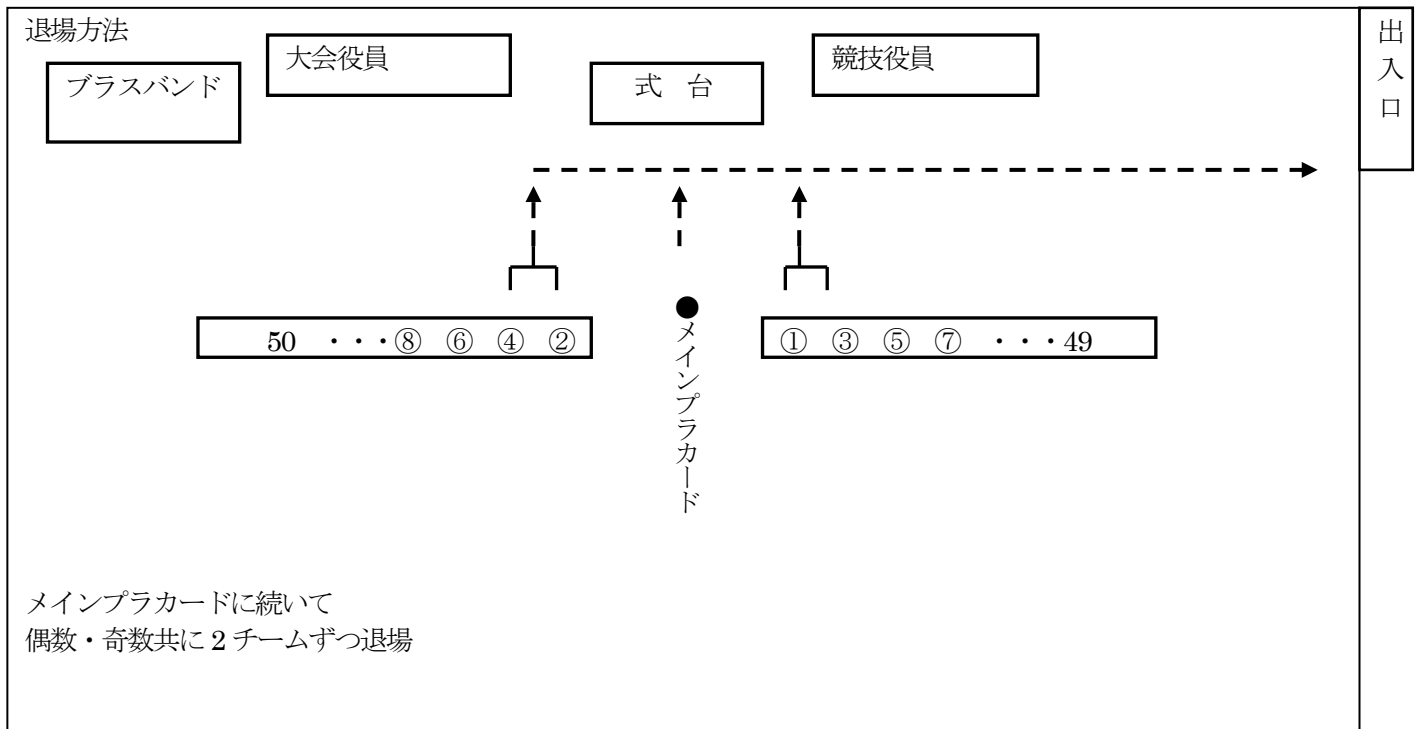 退場方法
大会役員
競技役員
出入口
ブラスバンド
式 台
50 ・・・⑧ ⑥ ④ ②
① ③ ⑤ ⑦ ・・・49
メインプラカード
メインプラカードに続いて
偶数・奇数共に2チームずつ退場